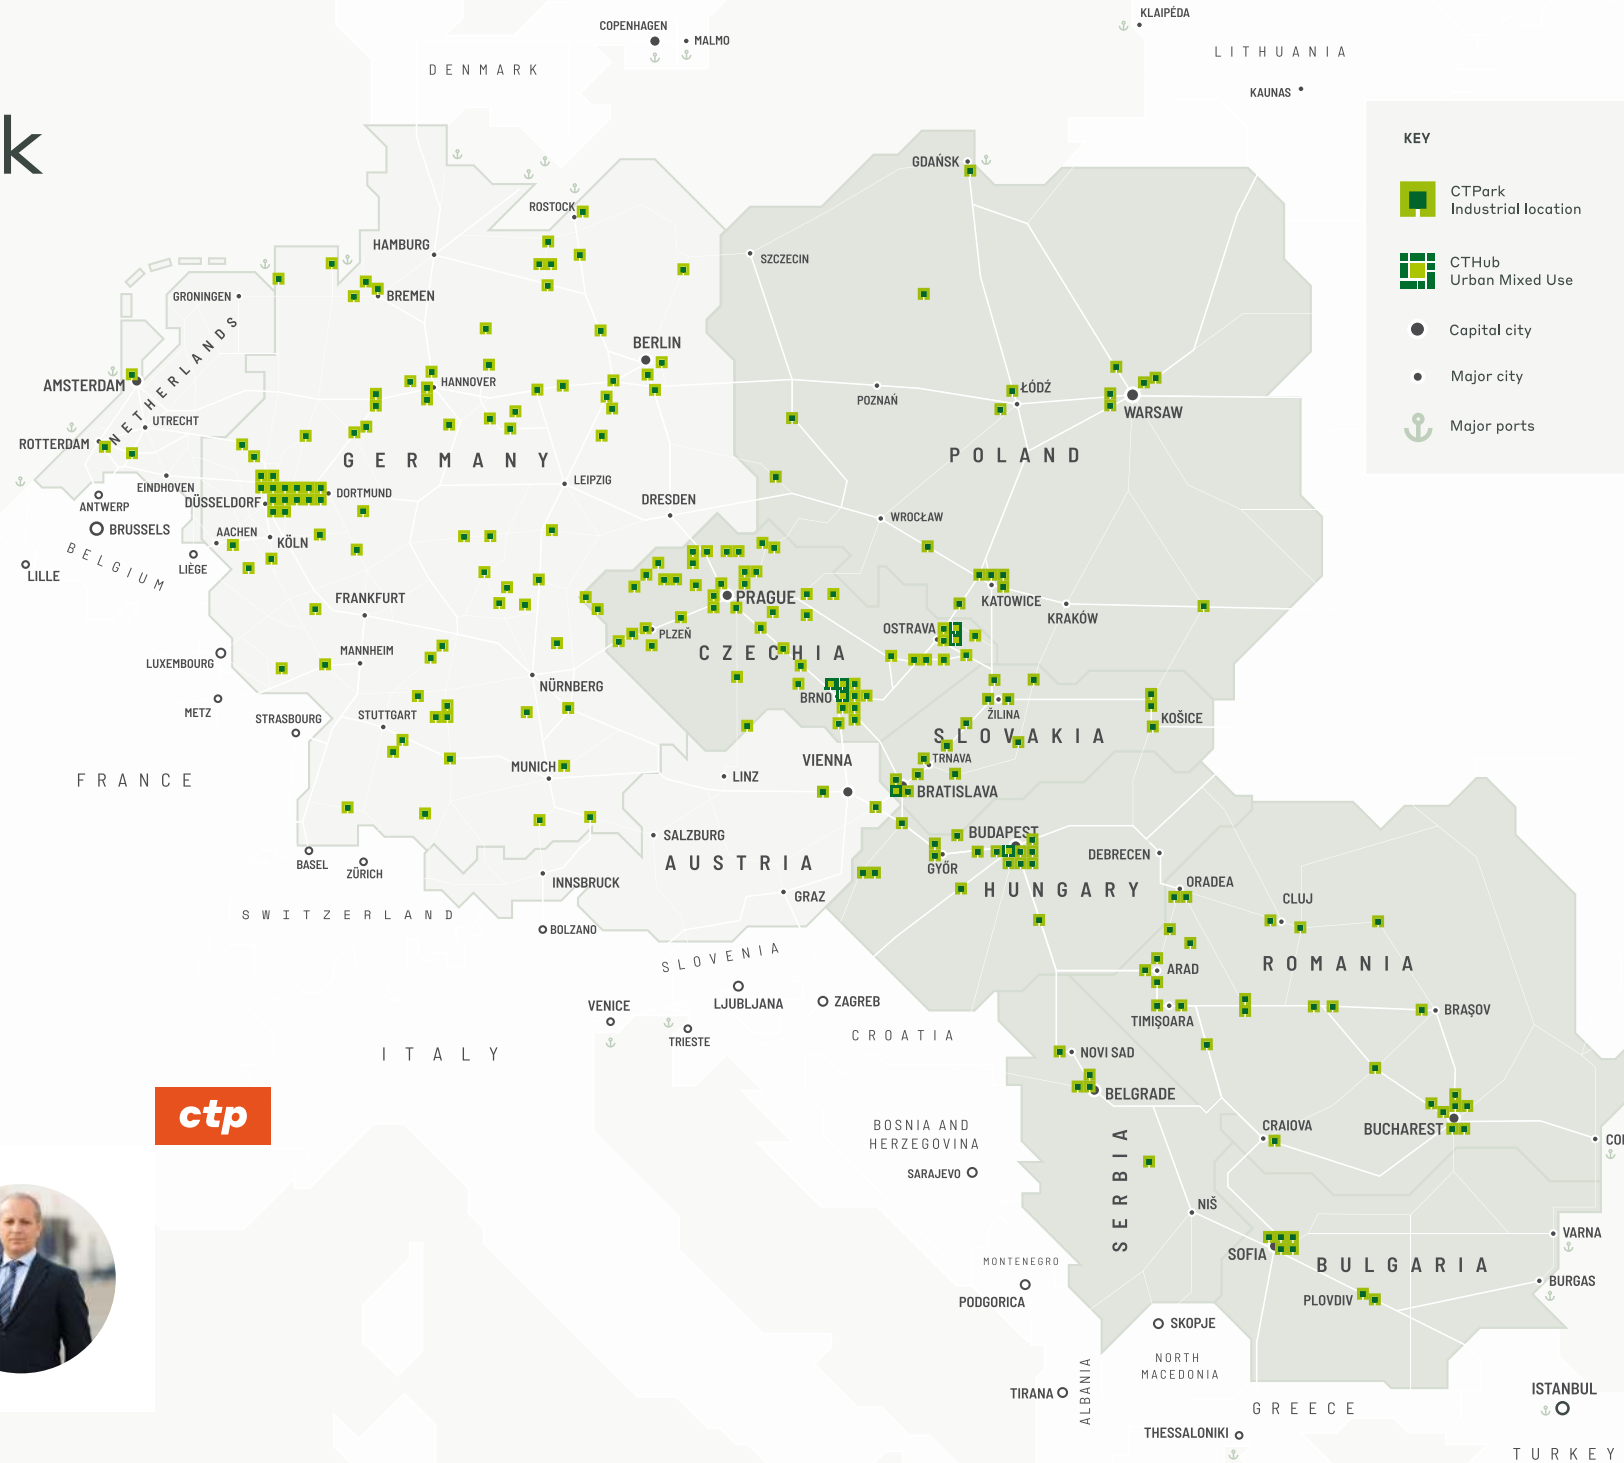 k
KEY
CTPark
Industrial location
CTHub
Urban Mixed Use
Capital city
Major city
Major ports
COPENHAGEN
MALMO
DENMARK
KLAIPÉDA
LITHUANIA
KAUNAS
GDAŃSK
ROSTOCK
HAMBURG
SZCZECIN
GRONINGEN
BREMEN
NETHERLANDS
BERLIN
AMSTERDAM
HANNOVER
POZNAŃ
ŁÓDŹ
WARSAW
UTRECHT
ROTTERDAM
GERMANY
POLAND
EINDHOVEN
DÜSSELDORF
DORTMUND
LEIPZIG
DRESDEN
ANTWERP
BRUSSELS
WROCŁAW
AACHEN
KÖLN
BELGIUM
LIÈGE
LILLE
FRANKFURT
PRAGUE
KATOWICE
KRAKÓW
OSTRAVA
PLZEŇ
CZECHIA
LUXEMBOURG
MANNHEIM
NÜRNBERG
BRNO
METZ
STRASBOURG
STUTTGART
ŽILINA
KOŠICE
SLOVAKIA
FRANCE
MUNICH
LINZ
VIENNA
TRNAVA
BRATISLAVA
SALZBURG
BUDAPEST
BASEL
ZÜRICH
AUSTRIA
GYŐR
DEBRECEN
INNSBRUCK
GRAZ
HUNGARY
ORADEA
CLUJ
SWITZERLAND
BOLZANO
SLOVENIA
ROMANIA
ARAD
LJUBLJANA
ZAGREB
VENICE
TRIESTE
CROATIA
TIMIȘOARA
BRAȘOV
ITALY
NOVI SAD
BELGRADE
ctp
BOSNIA AND
HERZEGOVINA
CRAIOVA
BUCHAREST
SARAJEVO
SERBIA
NIŠ
VARNA
SOFIA
BULGARIA
MONTENEGRO
PODGORICA
PLOVDIV
BURGAS
SKOPJE
NORTH
MACEDONIA
TIRANA
ALBANIA
GREECE
ISTANBUL
THESSALONIKI
TURKEY